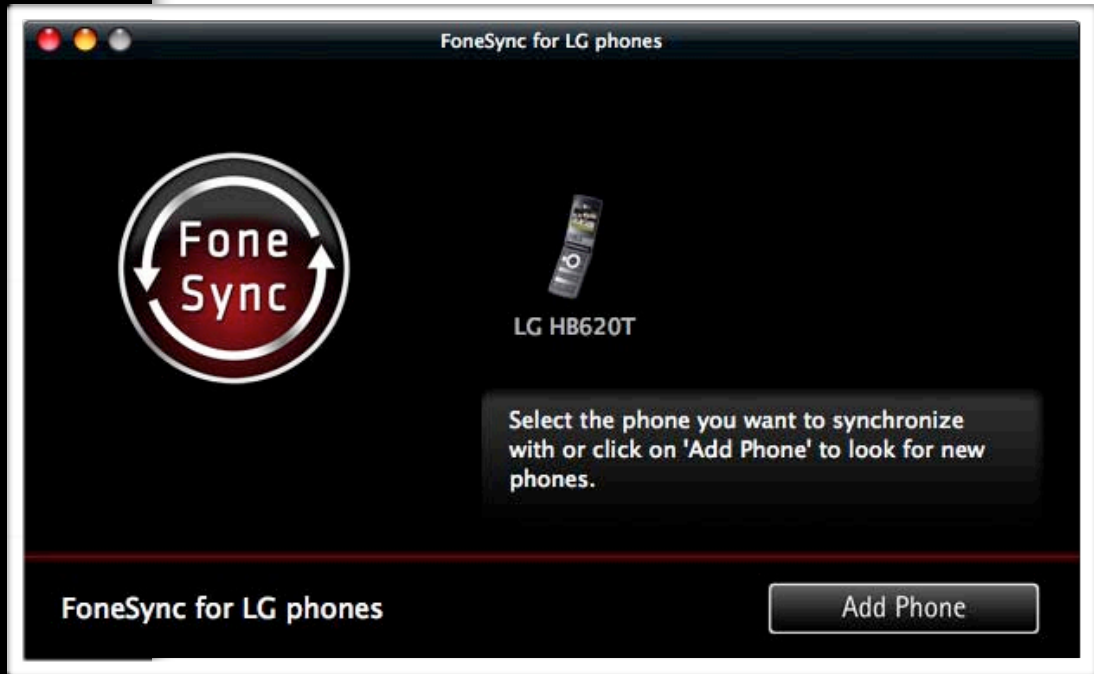 FoneSync for LG phones
Fone
Sync
LG HB620T
Select the phone you want to synchronize
with or click on 'Add Phone' to look for new
phones.
FoneSync for LG phones
Add Phone